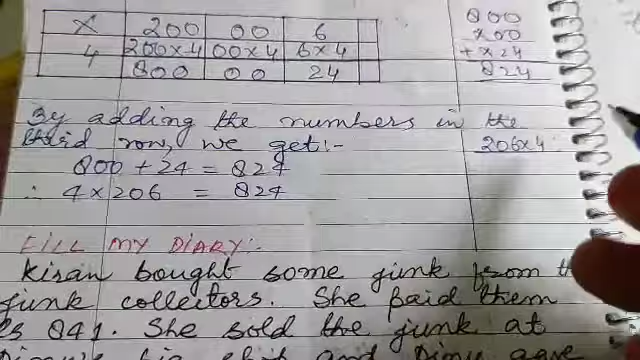 X 200 00 6
4 200x4 00x4 6x4
800 00 24
800
x00
+ x24
824
By adding the numbers in the
third row, we get:-
800 + 24 = 824
206x4
∴ 4 x 206 = 824
FILL MY DIARY:-
Kiran bought some junk from
junk collectors. She paid them
841. She sold the junk at
and